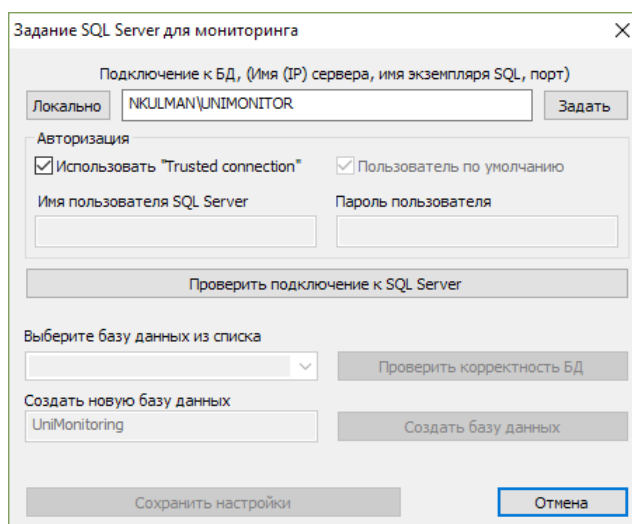 Задание SQL Server для мониторинга
Подключение к БД, (Имя (IP) сервера, имя экземпляря SQL, порт)
Локально NKULMAN\UNIMONITOR Задать
Авторизация
Использовать "Trusted connection" Пользователь по умолчанию
Имя пользователя SQL Server Пароль пользователя
Проверить подключение к SQL Server
Выберите базу данных из списка
Проверить корректность БД
Создать новую базу данных
UniMonitoring Создать базу данных
Сохранить настройки Отмена